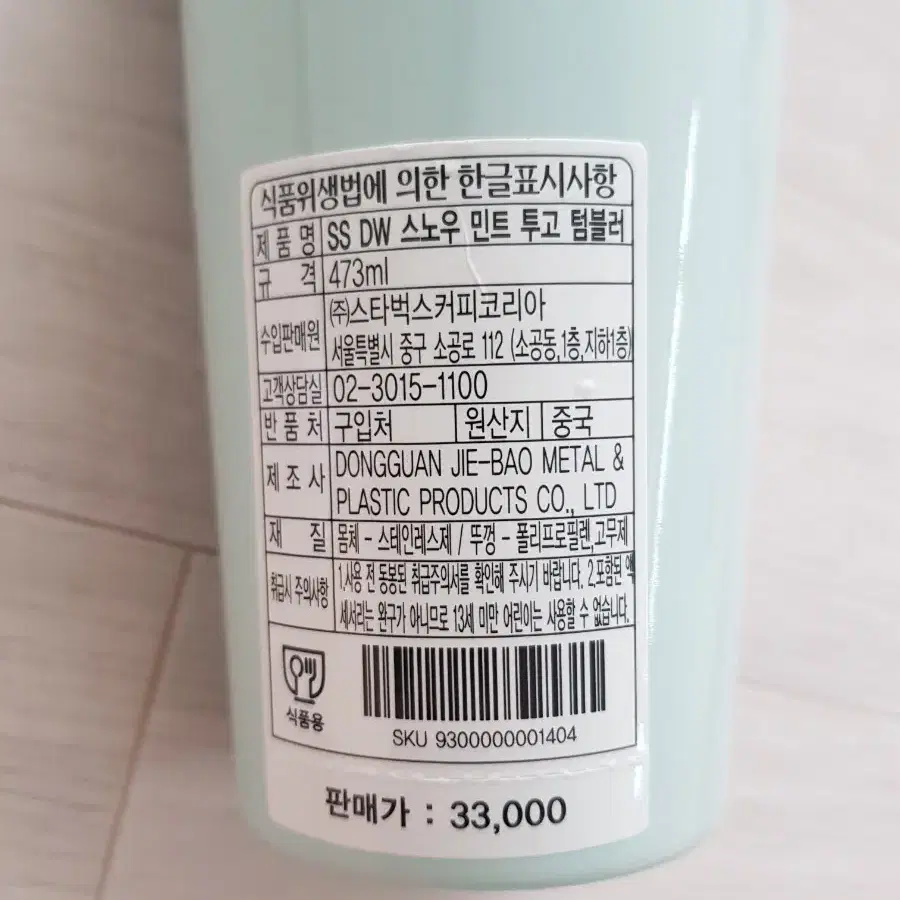 식품위생법에 의한 한글표시사항
제 품 명 SS DW 스노우 민트 투고 텀블러
규 격 473ml
수입판매원 ㈜스타벅스커피코리아
서울특별시 중구 소공로 112 (소공동,1층,지하1층)
고객상담실 02-3015-1100
반 품 처 구입처 원산지 중국
제 조 사 DONGGUAN JIE-BAO METAL &
PLASTIC PRODUCTS CO., LTD
재 질 몸체 - 스테인레스제 / 뚜껑 - 폴리프로필렌,고무제
취급시 주의사항 1.사용 전 동봉된 취급주의서를 확인해 주시기 바랍니다. 2.포함된 액
세서리는 완구가 아니므로 13세 미만 어린이는 사용할 수 없습니다.
식품용
SKU 9300000001404
판매가 : 33,000